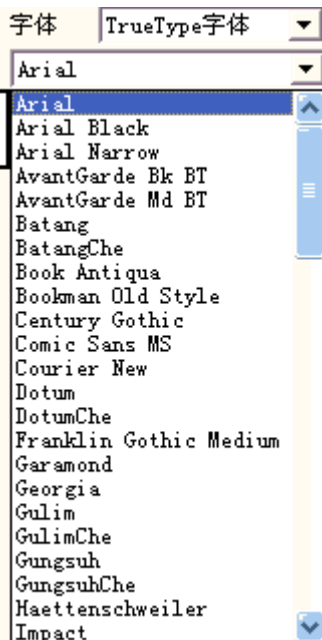 字体 TrueType字体
Arial
Arial
Arial Black
Arial Narrow
AvantGarde Bk BT
AvantGarde Md BT
Batang
BatangChe
Book Antiqua
Bookman Old Style
Century Gothic
Comic Sans MS
Courier New
Dotum
DotumChe
Franklin Gothic Medium
Garamond
Georgia
Gulim
GulimChe
Gungsuh
GungsuhChe
Haettenschweiler
Impact